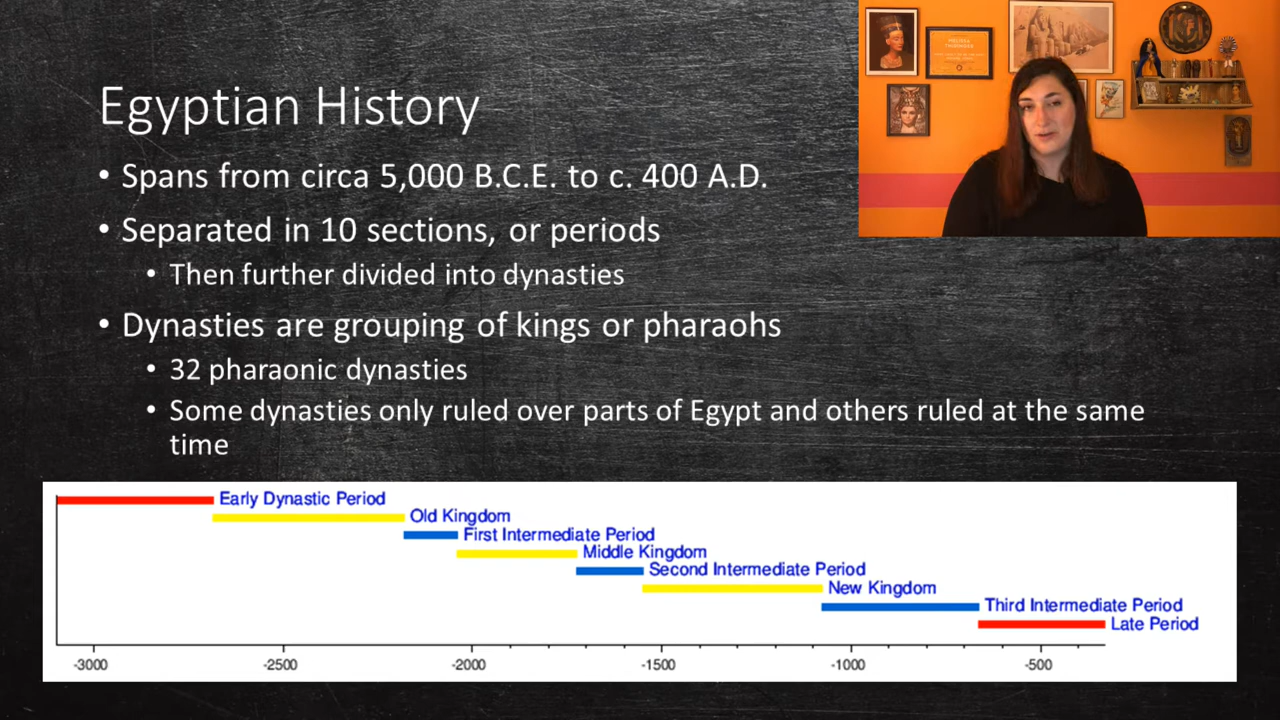 Egyptian History
• Spans from circa 5,000 B.C.E. to c. 400 A.D.
• Separated in 10 sections, or periods
• Then further divided into dynasties
• Dynasties are grouping of kings or pharaohs
• 32 pharaonic dynasties
• Some dynasties only ruled over parts of Egypt and others ruled at the same
time
Early Dynastic Period
Old Kingdom
First Intermediate Period
Middle Kingdom
Second Intermediate Period
New Kingdom
Third Intermediate Period
Late Period
-3000 -2500 -2000 -1500 -1000 -500